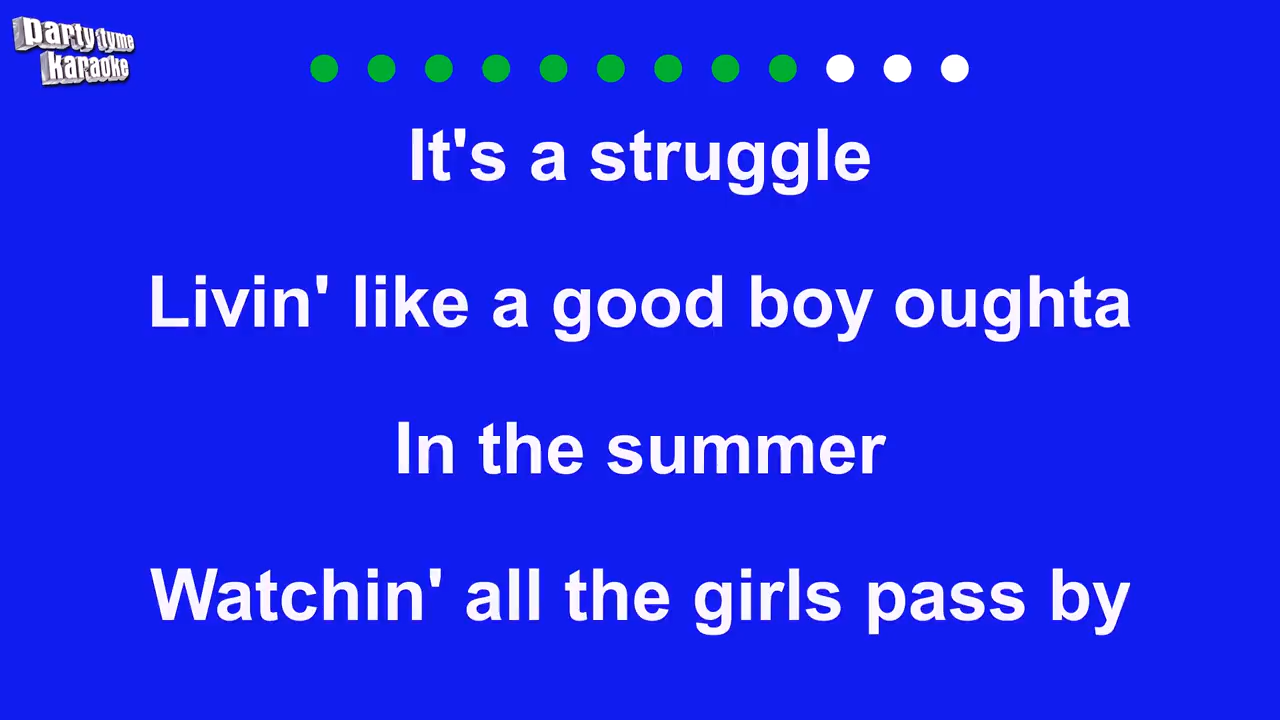 party tyme
karaoke
It's a struggle
Livin' like a good boy oughta
In the summer
Watchin' all the girls pass by